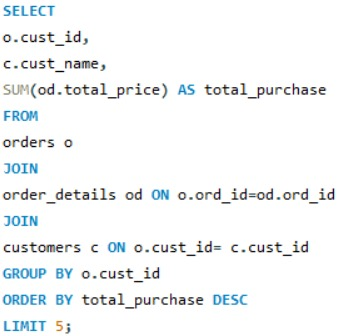 SELECT
o.cust_id,
c.cust_name,
SUM(od.total_price) AS total_purchase
FROM
orders o
JOIN
order_details od ON o.ord_id=od.ord_id
JOIN
customers c ON o.cust_id= c.cust_id
GROUP BY o.cust_id
ORDER BY total_purchase DESC
LIMIT 5;